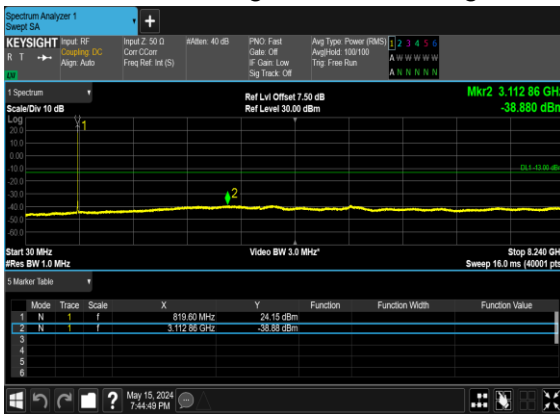 Spectrum Analyzer 1
Swept SA
KEYSIGHT Input: RF Input Z: 50 Ω #Atten: 40 dB PNO: Fast Avg Type: Power (RMS) 1 2 3 4 5 6
R T Coupling: DC Corr CCorr Gate: Off Avg|Hold: 100/100 A W W W W W
Align: Auto Freq Ref: Int (S) IF Gain: Low Trig: Free Run
LV Sig Track: Off A N N N N N
1 Spectrum Ref Lvl Offset 7.50 dB Mkr2 3.112 86 GH
Scale/Div 10 dB Ref Level 30.00 dBm -38.880 dBm
Log
20.0 1
10.0
0.00
-10.0 DL1 -13.00 dB
-20.0
-30.0 2
-40.0
-50.0
-60.0
Start 30 MHz Video BW 3.0 MHz* Stop 8.240 GH
#Res BW 1.0 MHz Sweep 16.0 ms (40001 pts
5 Marker Table
Mode Trace Scale X Y Function Function Width Function Value
1 N 1 f 819.60 MHz 24.15 dBm
2 N 1 f 3.112 86 GHz -38.88 dBm
3
4
5
6
? May 15, 2024
7:44:49 PM